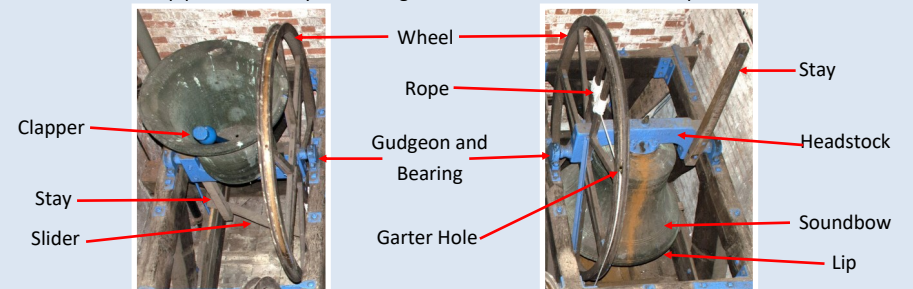 Wheel
Stay
Rope
Clapper
Headstock
Gudgeon and
Bearing
Stay
Soundbow
Slider
Garter Hole
Lip